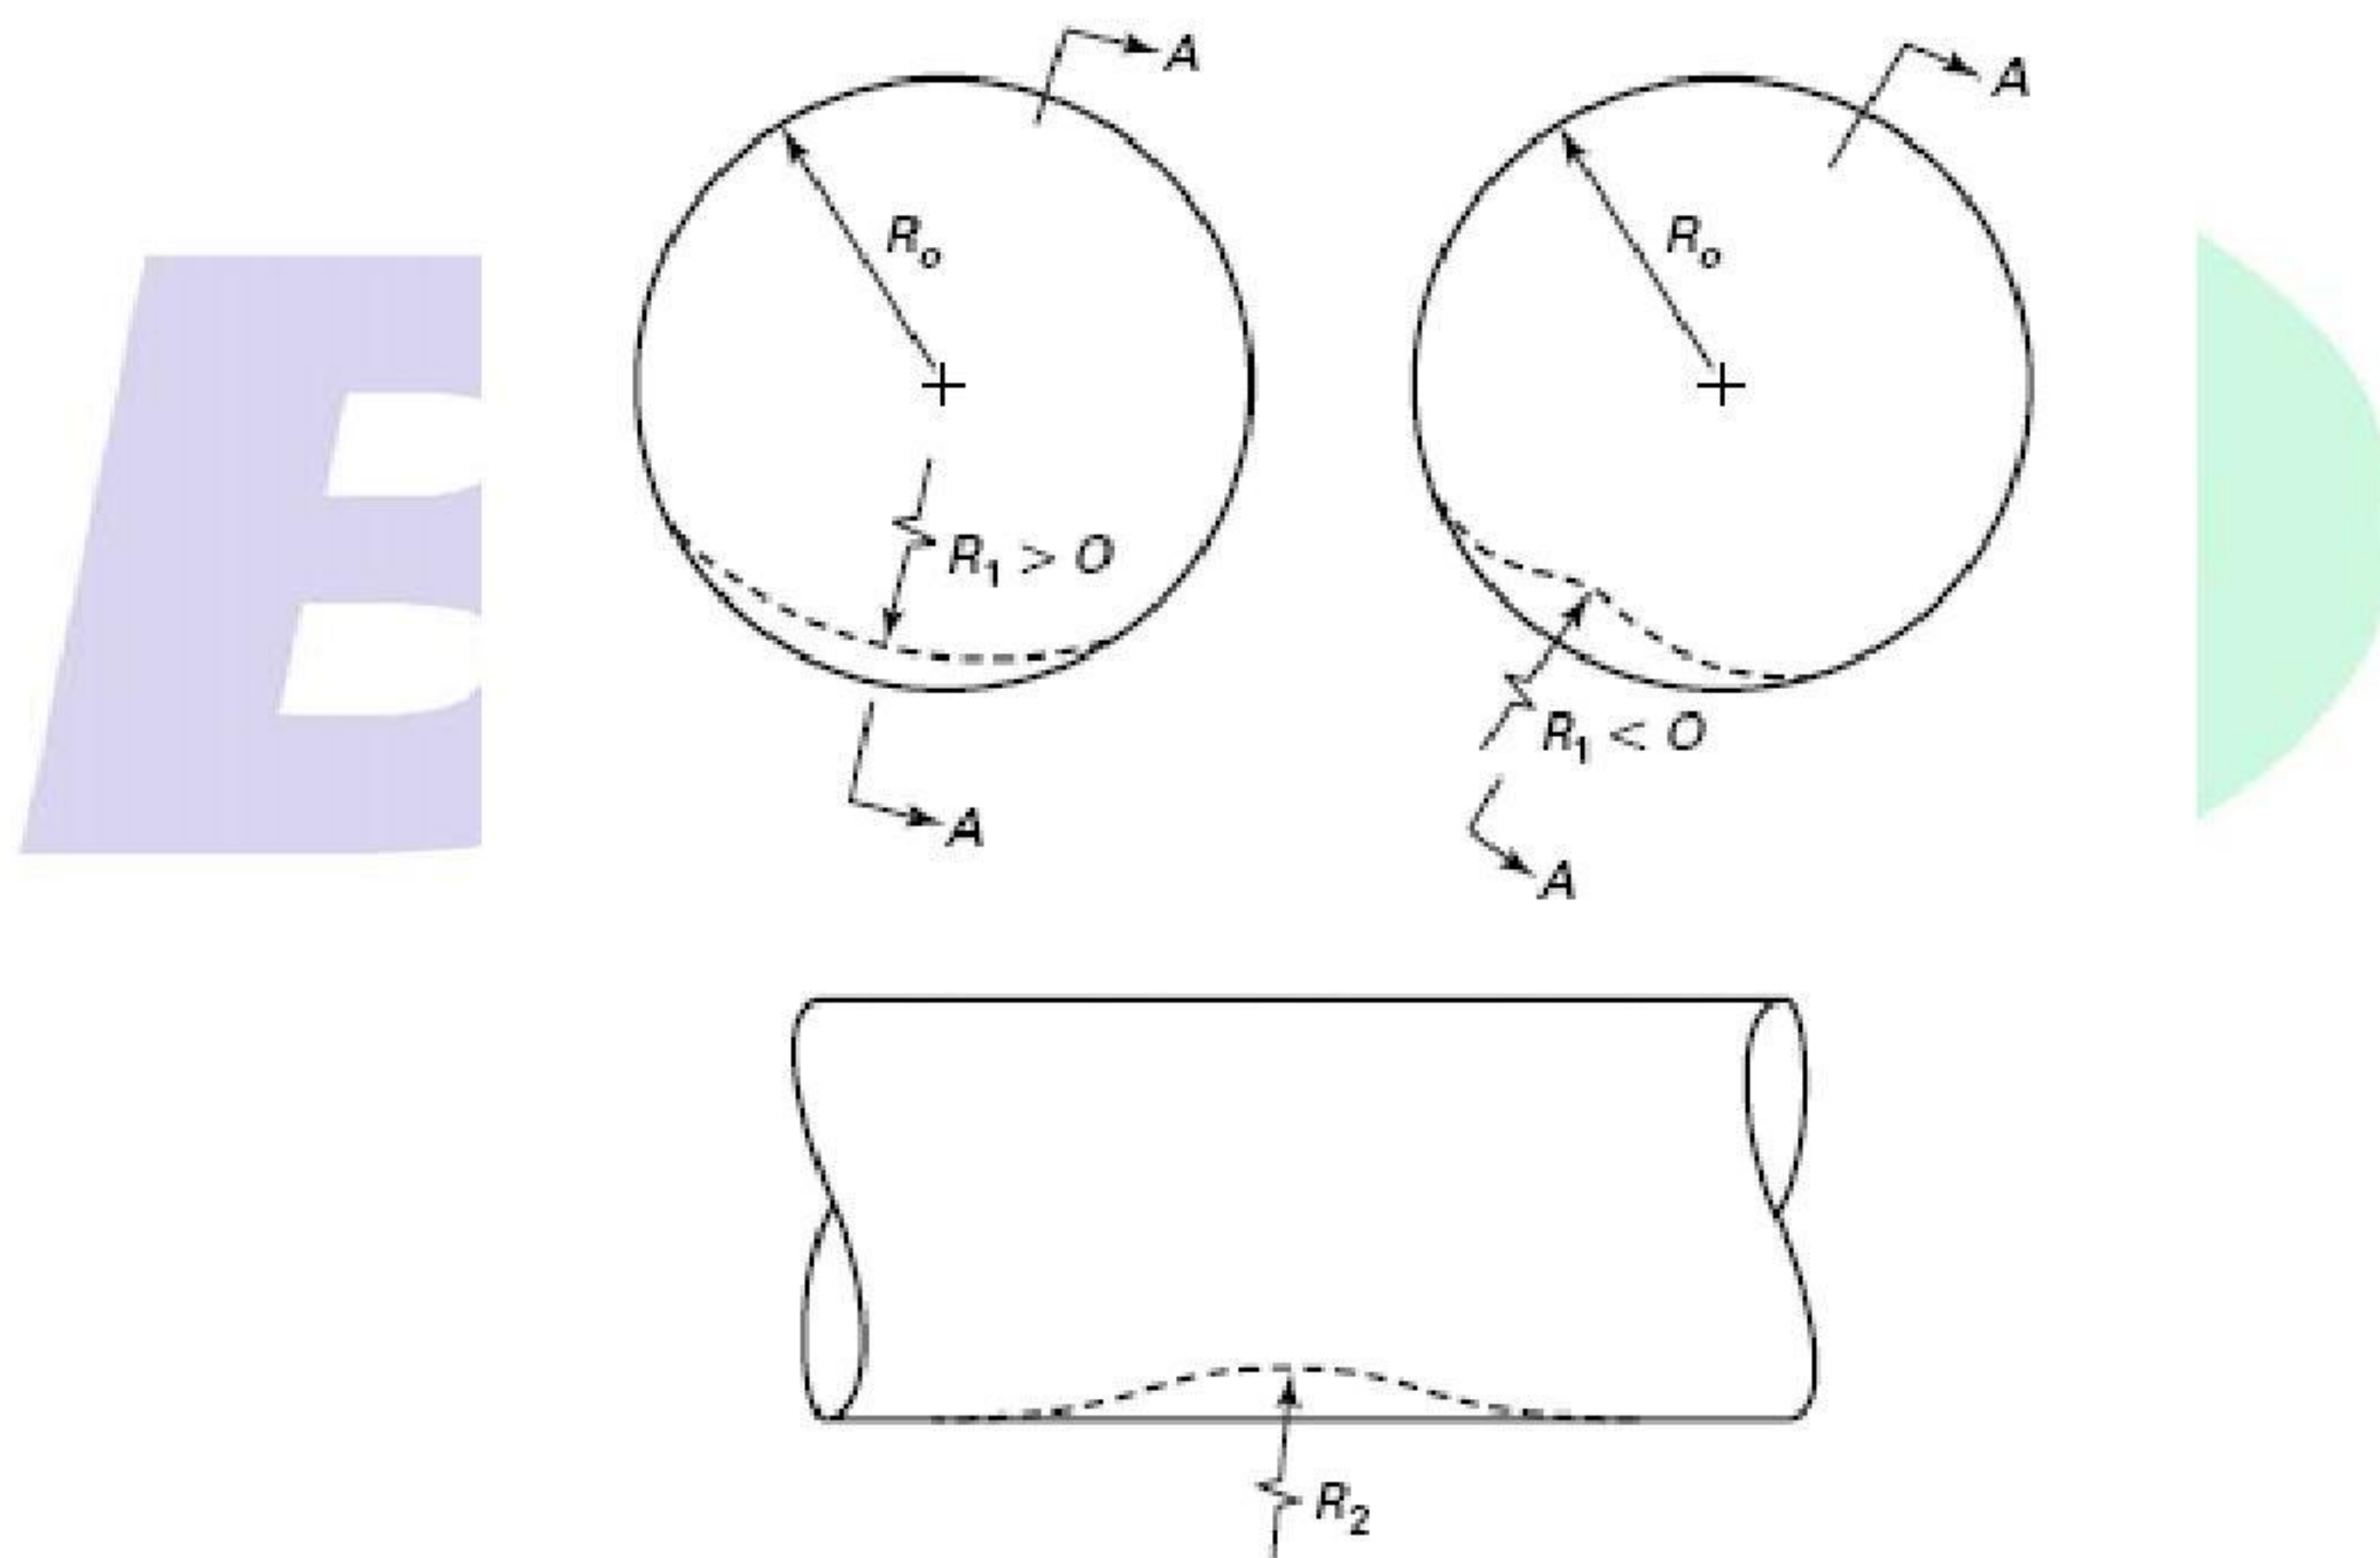 A A
Rₒ Rₒ
R₁ > O
R₁ < O
A
A
R₂